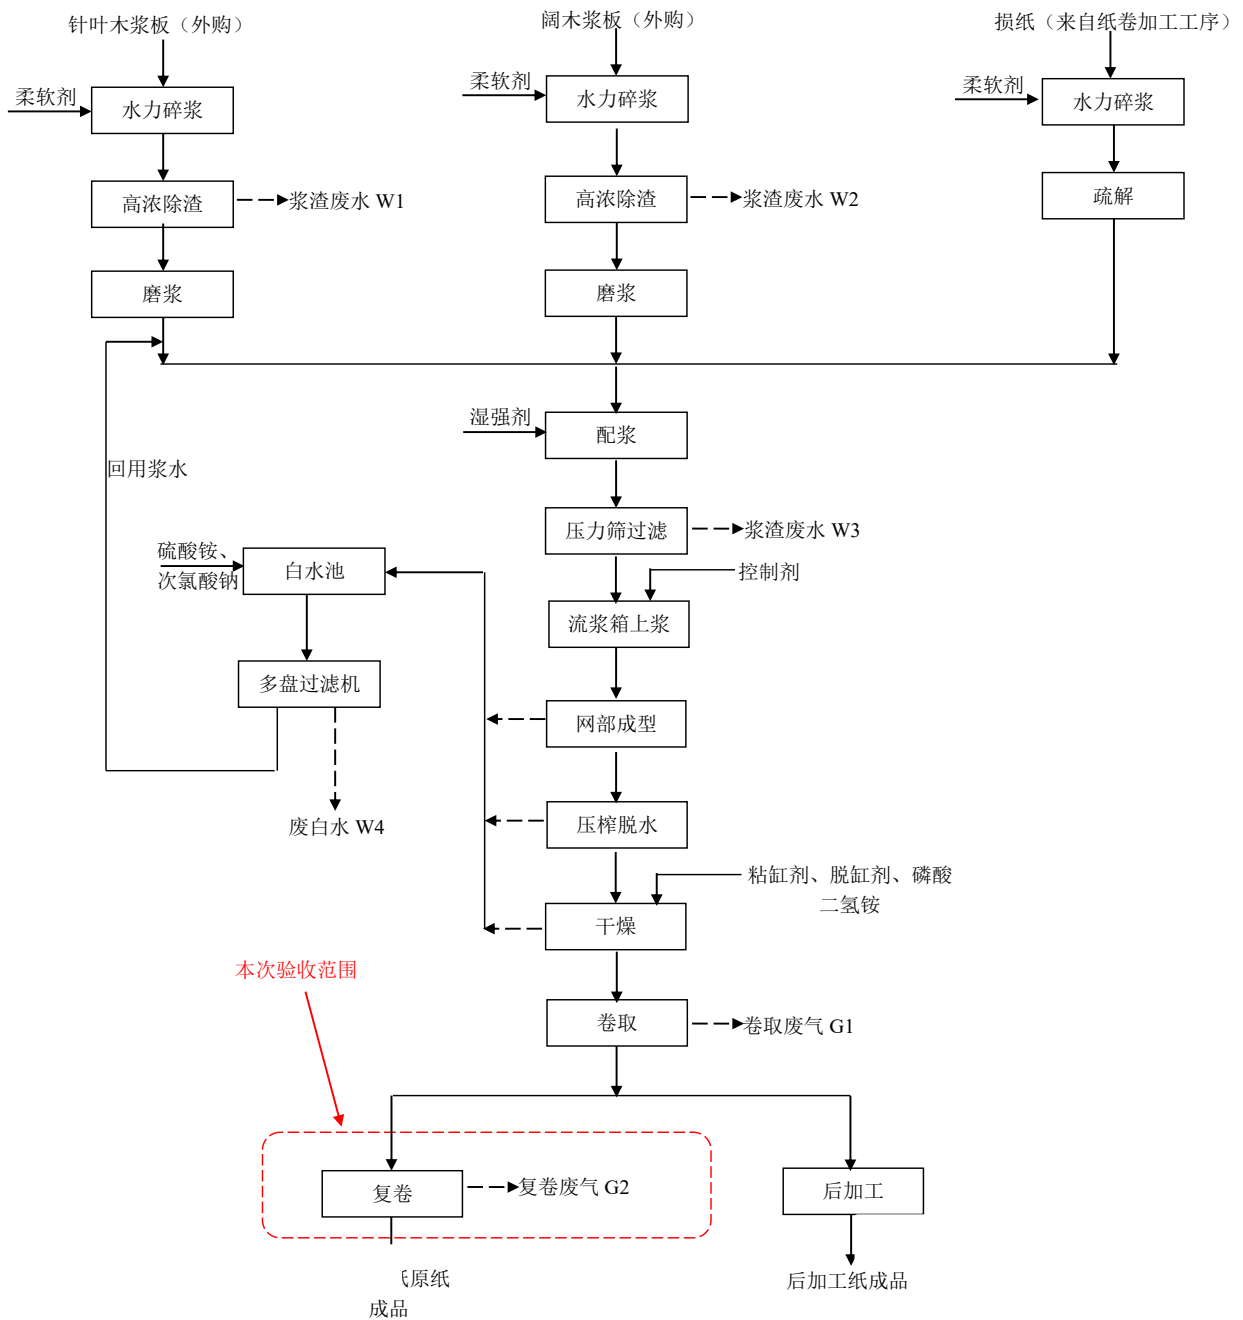 针叶木浆板（外购）
阔木浆板（外购）
损纸（来自纸卷加工工序）
柔软剂
水力碎浆
柔软剂
水力碎浆
柔软剂
水力碎浆
高浓除渣
浆渣废水 W1
高浓除渣
浆渣废水 W2
疏解
磨浆
磨浆
湿强剂
配浆
回用浆水
压力筛过滤
浆渣废水 W3
硫酸铵、
次氯酸钠
白水池
控制剂
流浆箱上浆
多盘过滤机
网部成型
废白水 W4
压榨脱水
粘缸剂、脱缸剂、磷酸
二氢铵
干燥
本次验收范围
卷取
卷取废气 G1
复卷
复卷废气 G2
后加工
原纸
成品
后加工纸成品